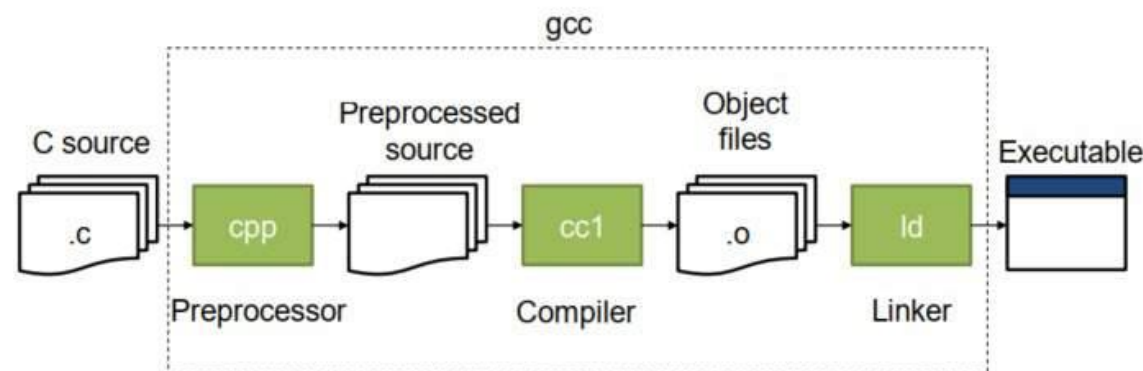 gcc
C source
Preprocessed
source
Object
files
Executable
.c
cpp
cc1
.o
ld
Preprocessor
Compiler
Linker